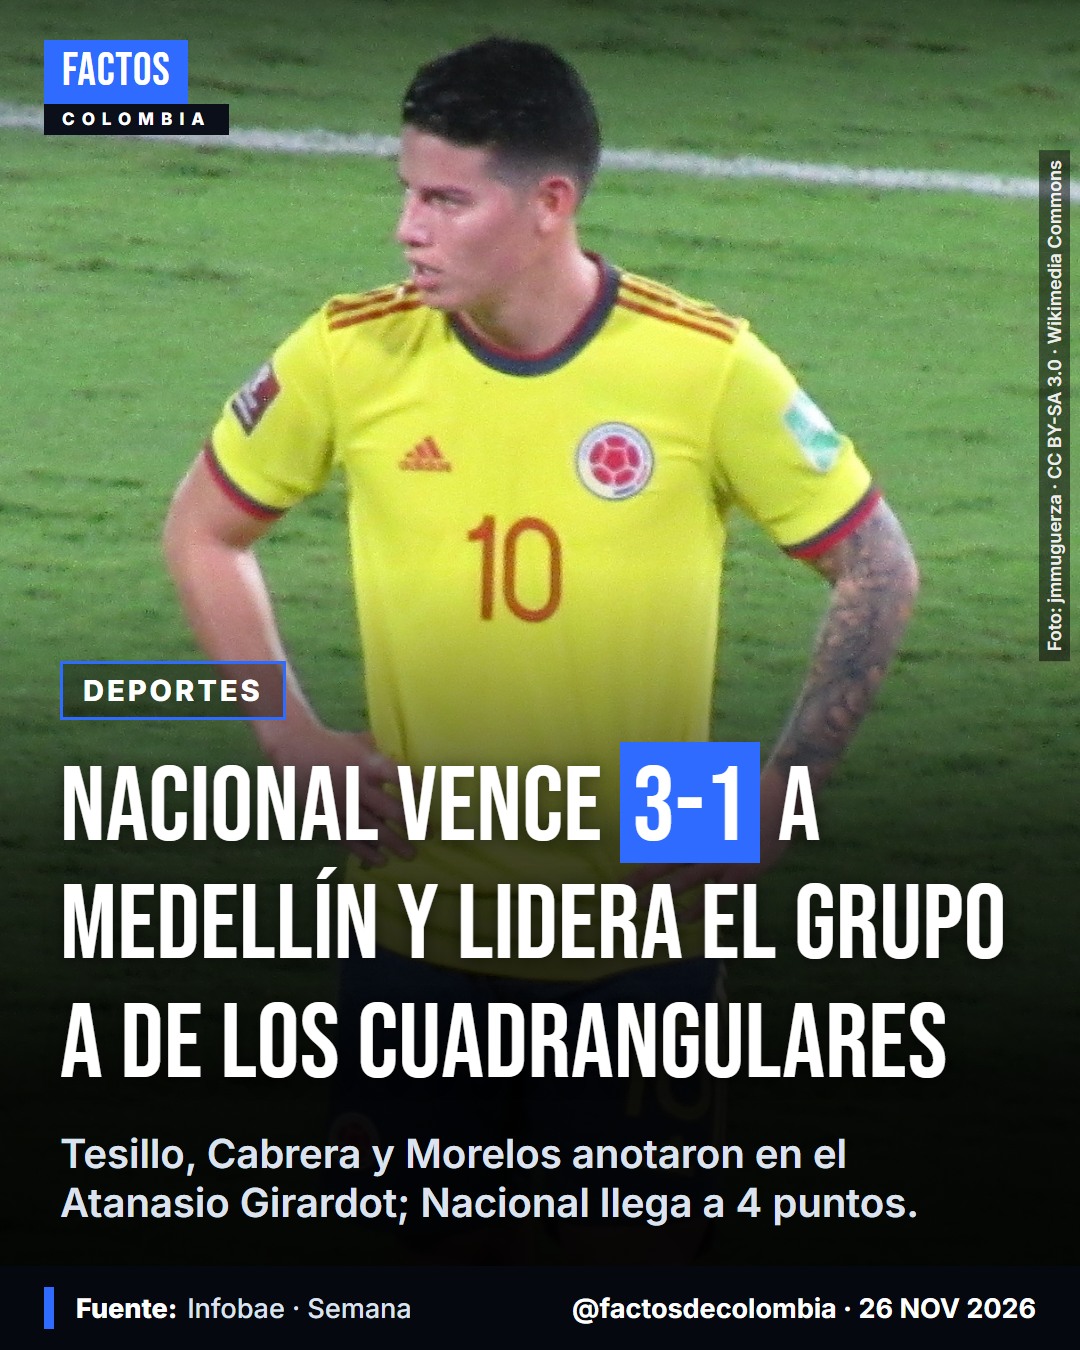 FACTOS
COLOMBIA
Foto: jmmuguerza · CC BY-SA 3.0 · Wikimedia Commons
adidas
10
DEPORTES
NACIONAL VENCE 3-1 A
MEDELLÍN Y LIDERA EL GRUPO
A DE LOS CUADRANGULARES
10
Tesillo, Cabrera y Morelos anotaron en el
Atanasio Girardot; Nacional llega a 4 puntos.
Fuente: Infobae · Semana
@factosdecolombia · 26 NOV 2026